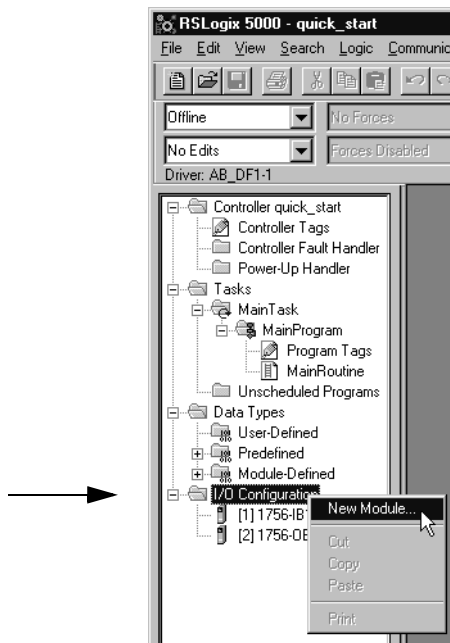 RSLogix 5000 - quick_start
File Edit View Search Logic Communic
Offline
No Forces
No Edits
Forces Disabled
Driver: AB_DF1-1
Controller quick_start
Controller Tags
Controller Fault Handler
Power-Up Handler
Tasks
MainTask
MainProgram
Program Tags
MainRoutine
Unscheduled Programs
Data Types
User-Defined
Predefined
Module-Defined
I/O Configuration
New Module...
[1] 1756-IB1
[2] 1756-OB
Cut
Copy
Paste
Print